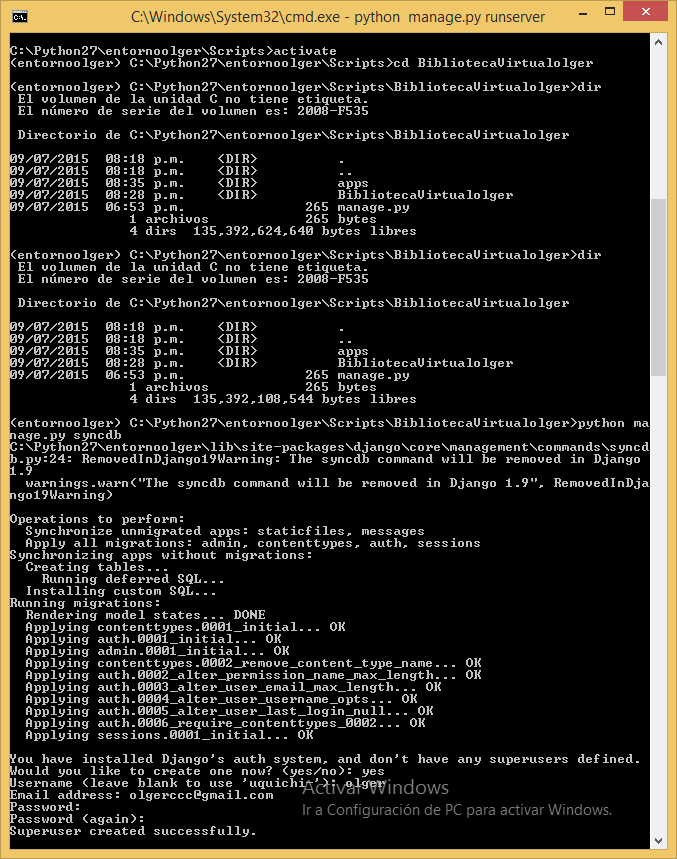 C:\Windows\System32\cmd.exe - python  manage.py runserver
C:\Python27\entornoolger\Scripts>activate
(entornoolger) C:\Python27\entornoolger\Scripts>cd BibliotecaVirtualolger
(entornoolger) C:\Python27\entornoolger\Scripts\BibliotecaVirtualolger>dir
 El volumen de la unidad C no tiene etiqueta.
 El número de serie del volumen es: 2008-F535
 Directorio de C:\Python27\entornoolger\Scripts\BibliotecaVirtualolger
09/07/2015  08:18 p.m.    <DIR>          .
09/07/2015  08:18 p.m.    <DIR>          ..
09/07/2015  08:35 p.m.    <DIR>          apps
09/07/2015  08:28 p.m.    <DIR>          BibliotecaVirtualolger
09/07/2015  06:53 p.m.               265 manage.py
               1 archivos            265 bytes
               4 dirs  135,392,624,640 bytes libres
(entornoolger) C:\Python27\entornoolger\Scripts\BibliotecaVirtualolger>dir
 El volumen de la unidad C no tiene etiqueta.
 El número de serie del volumen es: 2008-F535
 Directorio de C:\Python27\entornoolger\Scripts\BibliotecaVirtualolger
09/07/2015  08:18 p.m.    <DIR>          .
09/07/2015  08:18 p.m.    <DIR>          ..
09/07/2015  08:35 p.m.    <DIR>          apps
09/07/2015  08:28 p.m.    <DIR>          BibliotecaVirtualolger
09/07/2015  06:53 p.m.               265 manage.py
               1 archivos            265 bytes
               4 dirs  135,392,108,544 bytes libres
(entornoolger) C:\Python27\entornoolger\Scripts\BibliotecaVirtualolger>python ma
nage.py syncdb
C:\Python27\entornoolger\lib\site-packages\django\core\management\commands\syncd
b.py:24: RemovedInDjango19Warning: The syncdb command will be removed in Django
1.9
  warnings.warn("The syncdb command will be removed in Django 1.9", RemovedInDja
ngo19Warning)
Operations to perform:
  Synchronize unmigrated apps: staticfiles, messages
  Apply all migrations: admin, contenttypes, auth, sessions
Synchronizing apps without migrations:
  Creating tables...
    Running deferred SQL...
  Installing custom SQL...
Running migrations:
  Rendering model states... DONE
  Applying contenttypes.0001_initial... OK
  Applying auth.0001_initial... OK
  Applying admin.0001_initial... OK
  Applying contenttypes.0002_remove_content_type_name... OK
  Applying auth.0002_alter_permission_name_max_length... OK
  Applying auth.0003_alter_user_email_max_length... OK
  Applying auth.0004_alter_user_username_opts... OK
  Applying auth.0005_alter_user_last_login_null... OK
  Applying auth.0006_require_contenttypes_0002... OK
  Applying sessions.0001_initial... OK
You have installed Django's auth system, and don't have any superusers defined.
Would you like to create one now? (yes/no): yes
Username (leave blank to use 'uquichi-'): olger
Email address: olgerccc@gmail.com
Password:
Password (again):
Superuser created successfully.
Activar Windows
Ir a Configuración de PC para activar Windows.